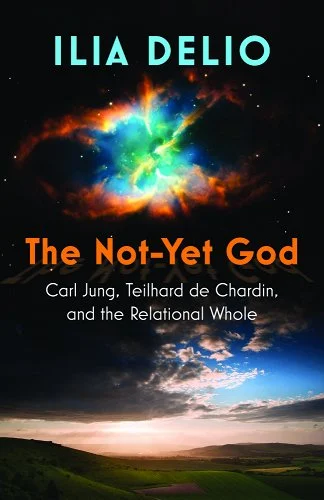 ILIA DELIO
The Not-Yet God
Carl Jung, Teilhard de Chardin,
and the Relational Whole